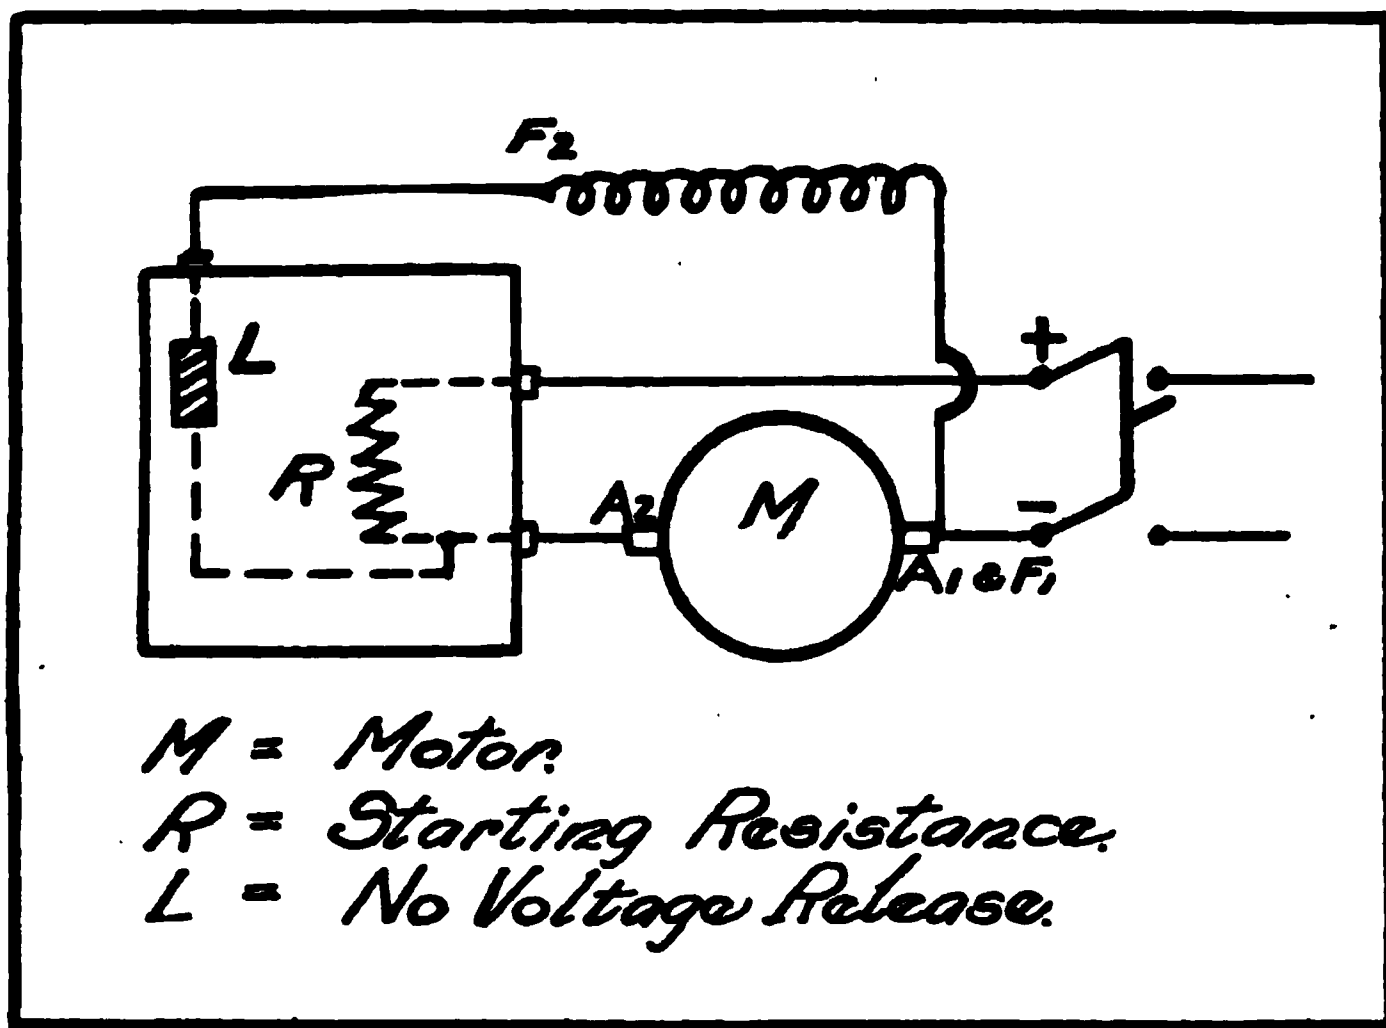 F2
L
+
R
A2
M
-
A1 & F1
M = Motor.
R = Starting Resistance.
L = No Voltage Release.